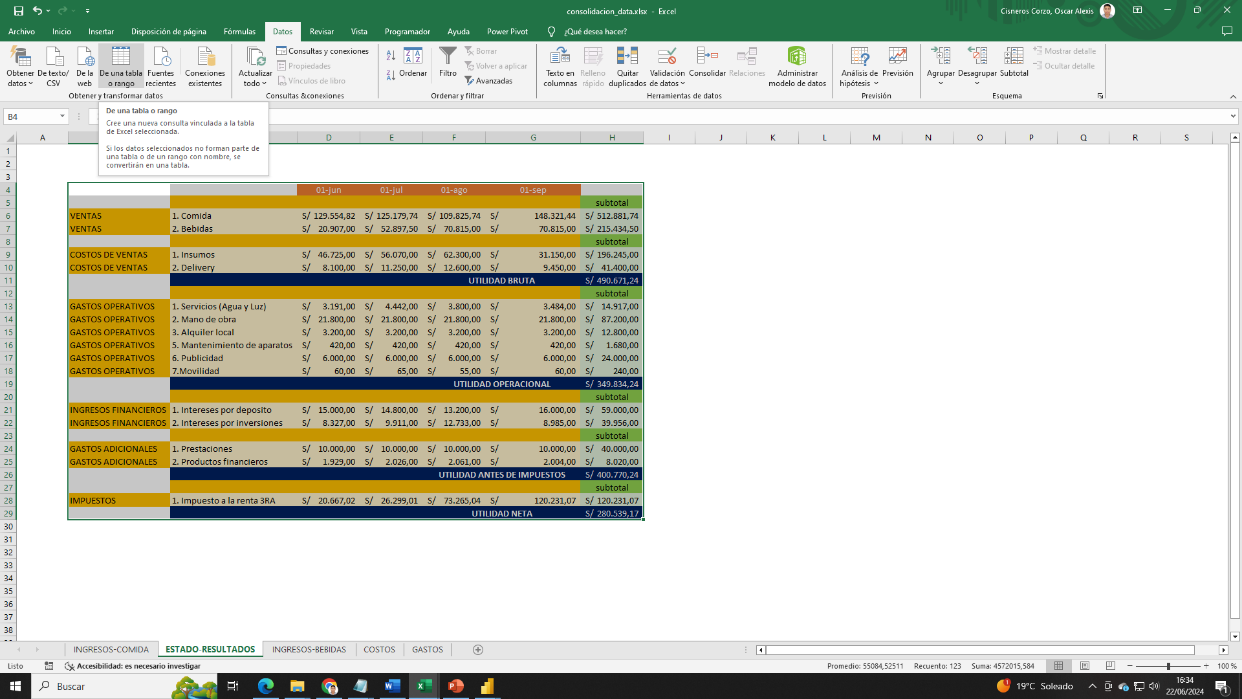 consolidacion_data.xlsx - Excel
Cisneros Corzo, Oscar Alexis
Archivo Inicio Insertar Disposición de página Fórmulas Datos Revisar Vista Programador Ayuda Power Pivot ¿Qué desea hacer?
Obtener datos
De texto/ CSV
De la web
De una tabla o rango
Fuentes recientes
Conexiones existentes
Obtener y transformar datos
Actualizar todo
Consultas y conexiones
Propiedades
Vínculos de libro
Consultas & conexiones
Ordenar
Filtro
Borrar
Volver a aplicar
Avanzadas
Ordenar y filtrar
Texto en columnas
Relleno rápido
Quitar duplicados
Validación de datos
Consolidar
Relaciones
Administrar modelo de datos
Herramientas de datos
Análisis de hipótesis
Previsión
Previsión
Agrupar
Desagrupar
Subtotal
Mostrar detalle
Ocultar detalle
Esquema
B4
De una tabla o rango
Cree una nueva consulta vinculada a la tabla
de Excel seleccionada.
Si los datos seleccionados no forman parte de
una tabla o de un rango con nombre, se
convertirán en una tabla.
A D E F G H I J K L M N O P Q R S
1
2
3
4 01-jun 01-jul 01-ago 01-sep
5 subtotal
6 VENTAS 1. Comida S/ 129.554,82 S/ 125.179,74 S/ 109.825,74 S/ 148.321,44 S/ 512.881,74
7 VENTAS 2. Bebidas S/ 20.907,00 S/ 52.897,50 S/ 70.815,00 S/ 70.815,00 S/ 215.434,50
8 subtotal
9 COSTOS DE VENTAS 1. Insumos S/ 46.725,00 S/ 56.070,00 S/ 62.300,00 S/ 31.150,00 S/ 196.245,00
10 COSTOS DE VENTAS 2. Delivery S/ 8.100,00 S/ 11.250,00 S/ 12.600,00 S/ 9.450,00 S/ 41.400,00
11 UTILIDAD BRUTA S/ 490.671,24
12 subtotal
13 GASTOS OPERATIVOS 1. Servicios (Agua y Luz) S/ 3.191,00 S/ 4.442,00 S/ 3.800,00 S/ 3.484,00 S/ 14.917,00
14 GASTOS OPERATIVOS 2. Mano de obra S/ 21.800,00 S/ 21.800,00 S/ 21.800,00 S/ 21.800,00 S/ 87.200,00
15 GASTOS OPERATIVOS 3. Alquiler local S/ 3.200,00 S/ 3.200,00 S/ 3.200,00 S/ 3.200,00 S/ 12.800,00
16 GASTOS OPERATIVOS 5. Mantenimiento de aparatos S/ 420,00 S/ 420,00 S/ 420,00 S/ 420,00 S/ 1.680,00
17 GASTOS OPERATIVOS 6. Publicidad S/ 6.000,00 S/ 6.000,00 S/ 6.000,00 S/ 6.000,00 S/ 24.000,00
18 GASTOS OPERATIVOS 7.Movilidad S/ 60,00 S/ 65,00 S/ 55,00 S/ 60,00 S/ 240,00
19 UTILIDAD OPERACIONAL S/ 349.834,24
20 subtotal
21 INGRESOS FINANCIEROS 1. Intereses por deposito S/ 15.000,00 S/ 14.800,00 S/ 13.200,00 S/ 16.000,00 S/ 59.000,00
22 INGRESOS FINANCIEROS 2. Intereses por inversiones S/ 8.327,00 S/ 9.911,00 S/ 12.733,00 S/ 8.985,00 S/ 39.956,00
23 subtotal
24 GASTOS ADICIONALES 1. Prestaciones S/ 10.000,00 S/ 10.000,00 S/ 10.000,00 S/ 10.000,00 S/ 40.000,00
25 GASTOS ADICIONALES 2. Productos financieros S/ 1.929,00 S/ 2.026,00 S/ 2.061,00 S/ 2.004,00 S/ 8.020,00
26 UTILIDAD ANTES DE IMPUESTOS S/ 400.770,24
27 subtotal
28 IMPUESTOS 1. Impuesto a la renta 3RA S/ 20.667,02 S/ 26.299,01 S/ 73.265,04 S/ 120.231,07 S/ 120.231,07
29 UTILIDAD NETA S/ 280.539,17
30
31
32
33
34
35
36
37
38
INGRESOS-COMIDA ESTADO-RESULTADOS INGRESOS-BEBIDAS COSTOS GASTOS
Listo Accesibilidad: es necesario investigar Promedio: 55084,52511 Recuento: 123 Suma: 4572015,584 100 %
Buscar 19°C Soleado 16:34
22/06/2024 1